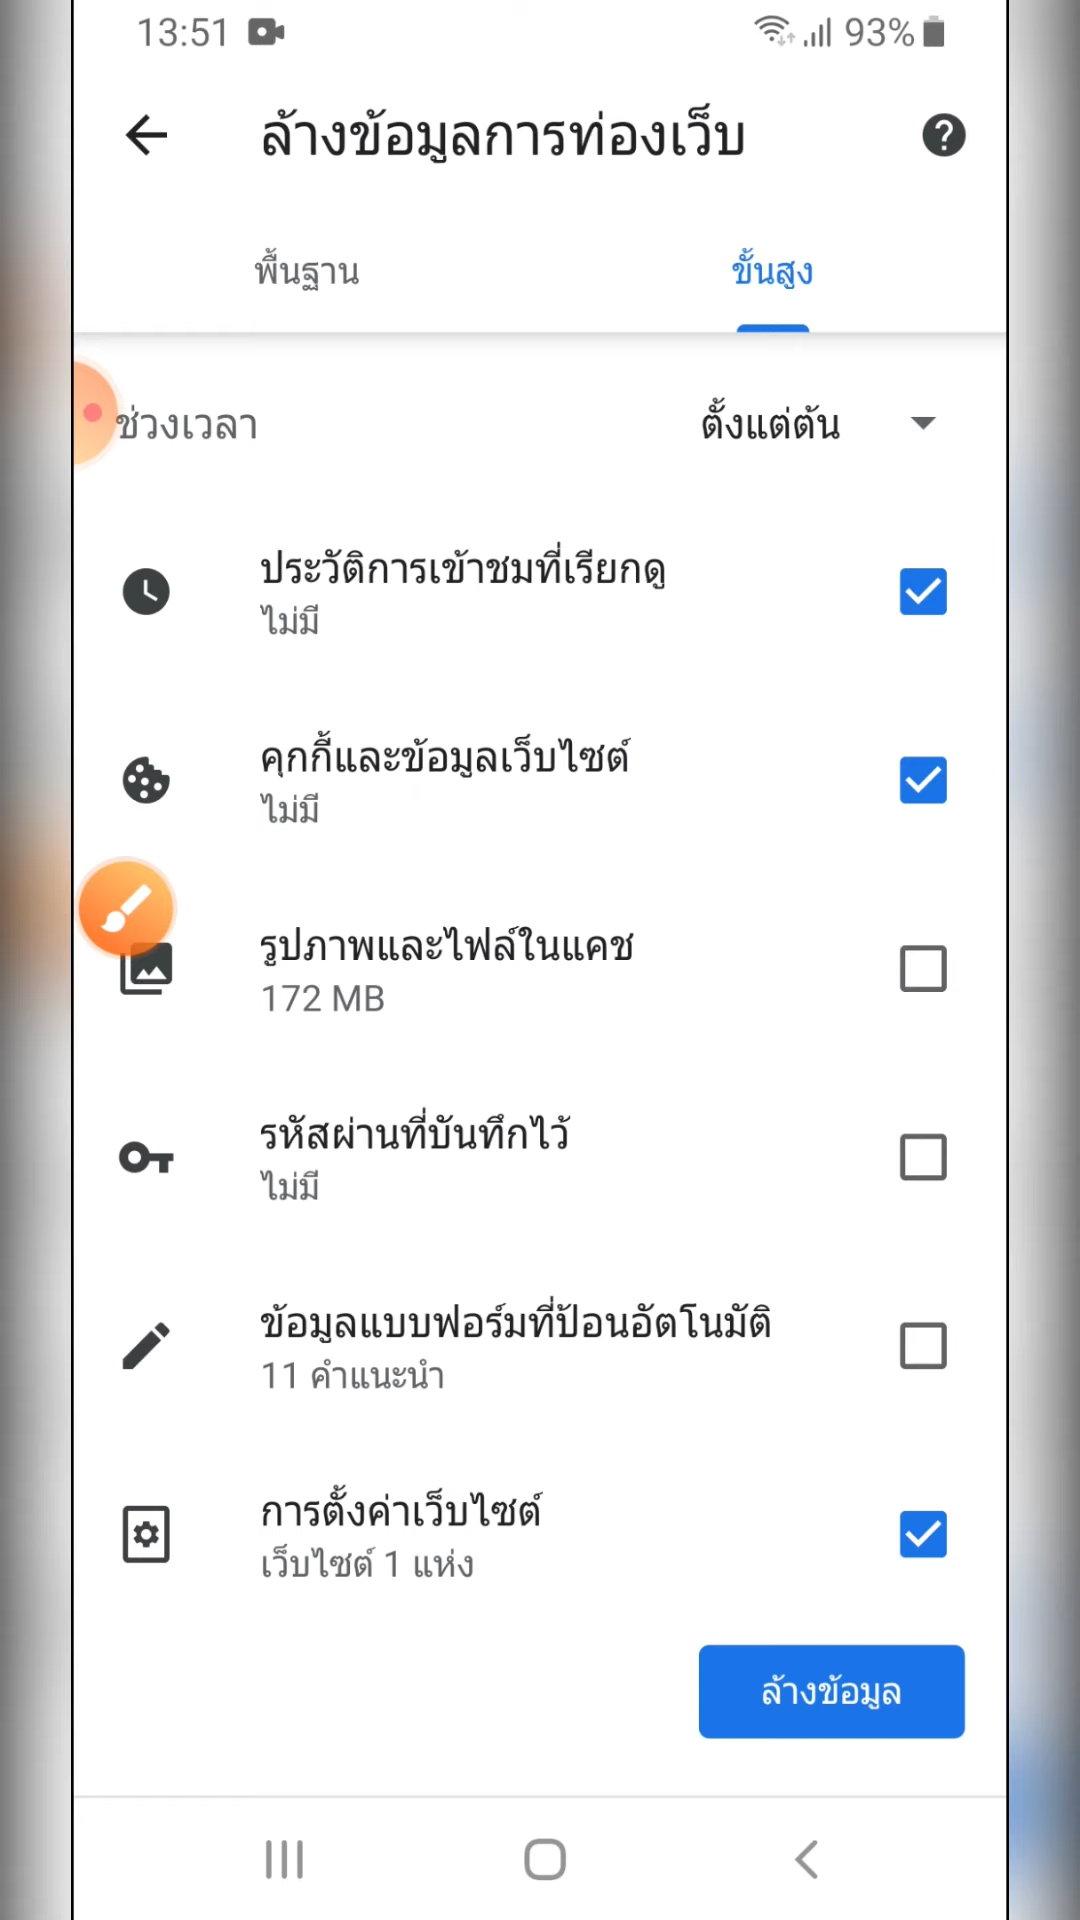 13:51 93%
ล้างข้อมูลการท่องเว็บ
พื้นฐาน ขั้นสูง
ช่วงเวลา ตั้งแต่ต้น
ประวัติการเข้าชมที่เรียกดู
ไม่มี
คุกกี้และข้อมูลเว็บไซต์
ไม่มี
รูปภาพและไฟล์ในแคช
172 MB
รหัสผ่านที่บันทึกไว้
ไม่มี
ข้อมูลแบบฟอร์มที่ป้อนอัตโนมัติ
11 คำแนะนำ
การตั้งค่าเว็บไซต์
เว็บไซต์ 1 แห่ง
ล้างข้อมูล